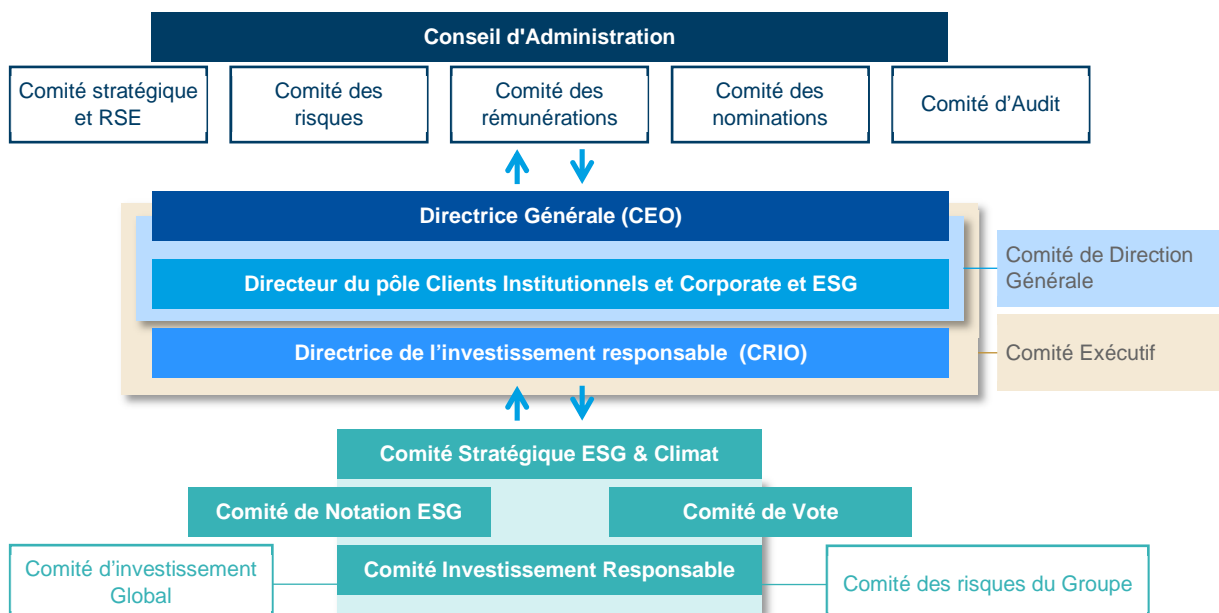 Conseil d'Administration
Comité stratégique
et RSE
Comité des
risques
Comité des
rémunérations
Comité des
nominations
Comité d’Audit
Directrice Générale (CEO)
Directeur du pôle Clients Institutionnels et Corporate et ESG
Comité de Direction
Générale
Directrice de l’investissement responsable (CRIO)
Comité Exécutif
Comité Stratégique ESG & Climat
Comité de Notation ESG
Comité de Vote
Comité d’investissement
Global
Comité Investissement Responsable
Comité des risques du Groupe